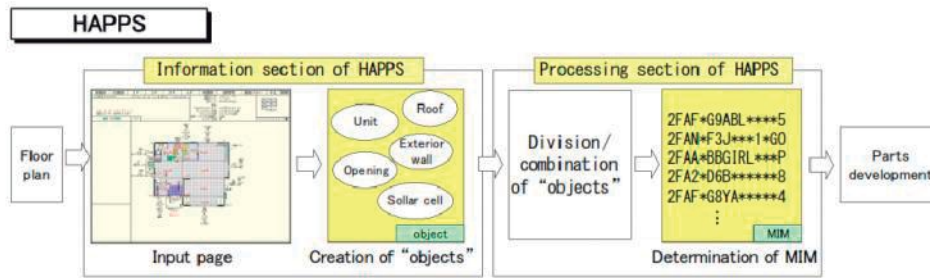 HAPPS
Information section of HAPPS
Processing section of HAPPS
Floor
plan
Unit
Roof
Exterior
wall
Opening
Sollar cell
object
Input page
Creation of “objects”
Division/
combination
of “objects”
2FAF*G9ABL****5
2FAN*F3J***1*GO
2FAA*BBGIRL***P
2FA2*D6B******8
2FAF*G8YA*****4
⋮
MIM
Determination of MIM
Parts
development